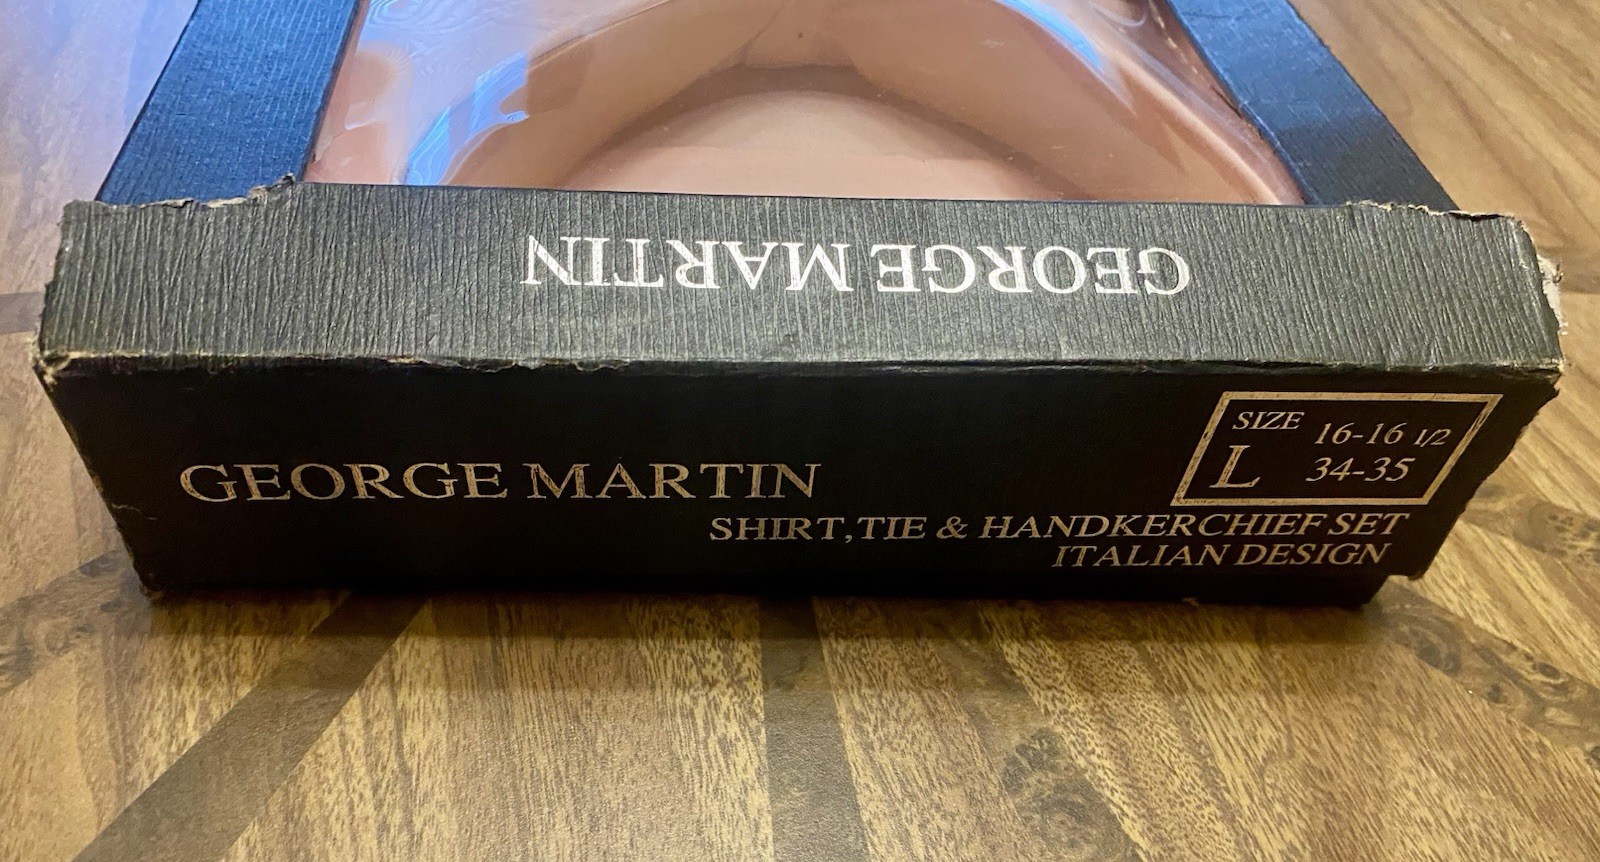 GEORGE MARTIN
GEORGE MARTIN
SIZE
L
16-16 1/2
34-35
SHIRT, TIE & HANDKERCHIEF SET
ITALIAN DESIGN